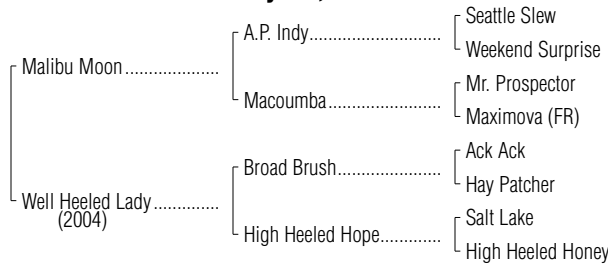 Seattle Slew
A.P. Indy
Weekend Surprise
Malibu Moon
Mr. Prospector
Macoumba
Maximova (FR)
Ack Ack
Broad Brush
Hay Patcher
Well Heeled Lady
(2004)
Salt Lake
High Heeled Hope
High Heeled Honey